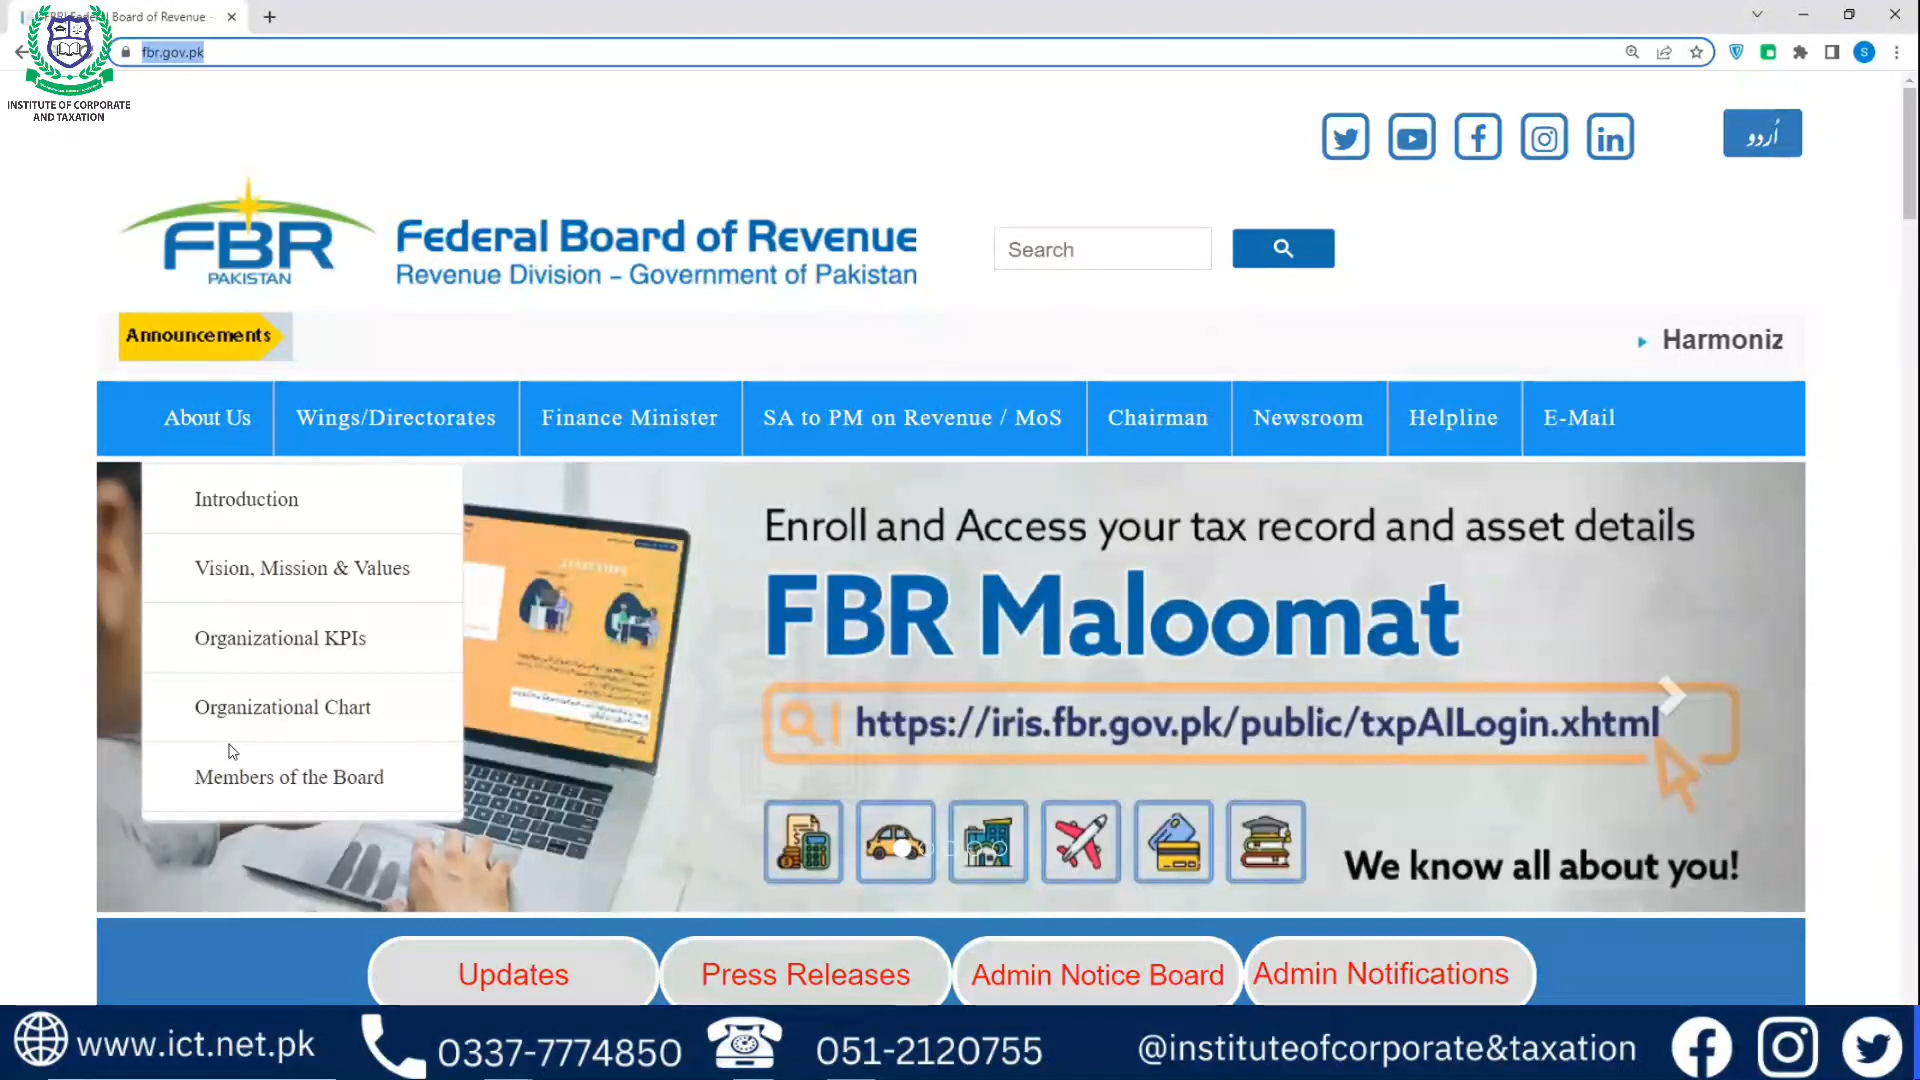 FBR| Federal Board of Revenue -
fbr.gov.pk
INSTITUTE OF CORPORATE
AND TAXATION
اُردو
FBR
PAKISTAN
Federal Board of Revenue
Revenue Division – Government of Pakistan
Search
Announcements
Harmoniz
About Us
Wings/Directorates
Finance Minister
SA to PM on Revenue / MoS
Chairman
Newsroom
Helpline
E-Mail
Introduction
Vision, Mission & Values
Organizational KPIs
Organizational Chart
Members of the Board
Enroll and Access your tax record and asset details
FBR Maloomat
https://iris.fbr.gov.pk/public/txpAILogin.xhtml
We know all about you!
Updates
Press Releases
Admin Notice Board
Admin Notifications
www.ict.net.pk
0337-7774850
051-2120755
@instituteofcorporate&taxation